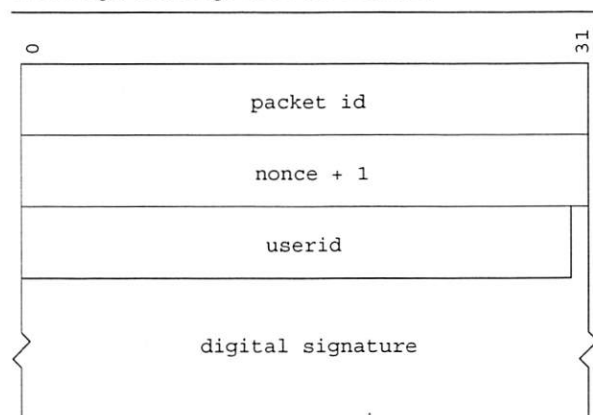 0 31
packet id
nonce + 1
userid
digital signature